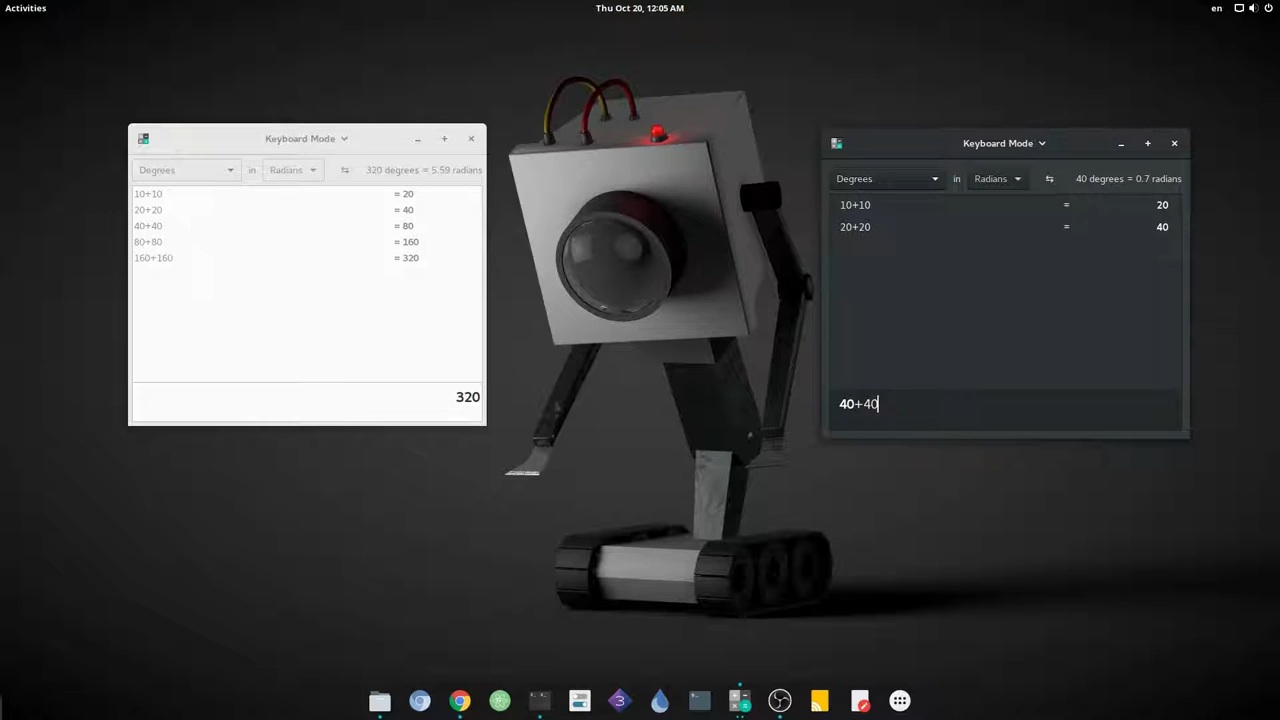 Activities
Thu Oct 20, 12:05 AM
en
Keyboard Mode
Degrees in Radians 320 degrees = 5.59 radians
10+10 = 20
20+20 = 40
40+40 = 80
80+80 = 160
160+160 = 320
320
Keyboard Mode
Degrees in Radians 40 degrees = 0.7 radians
10+10 = 20
20+20 = 40
40+40
3